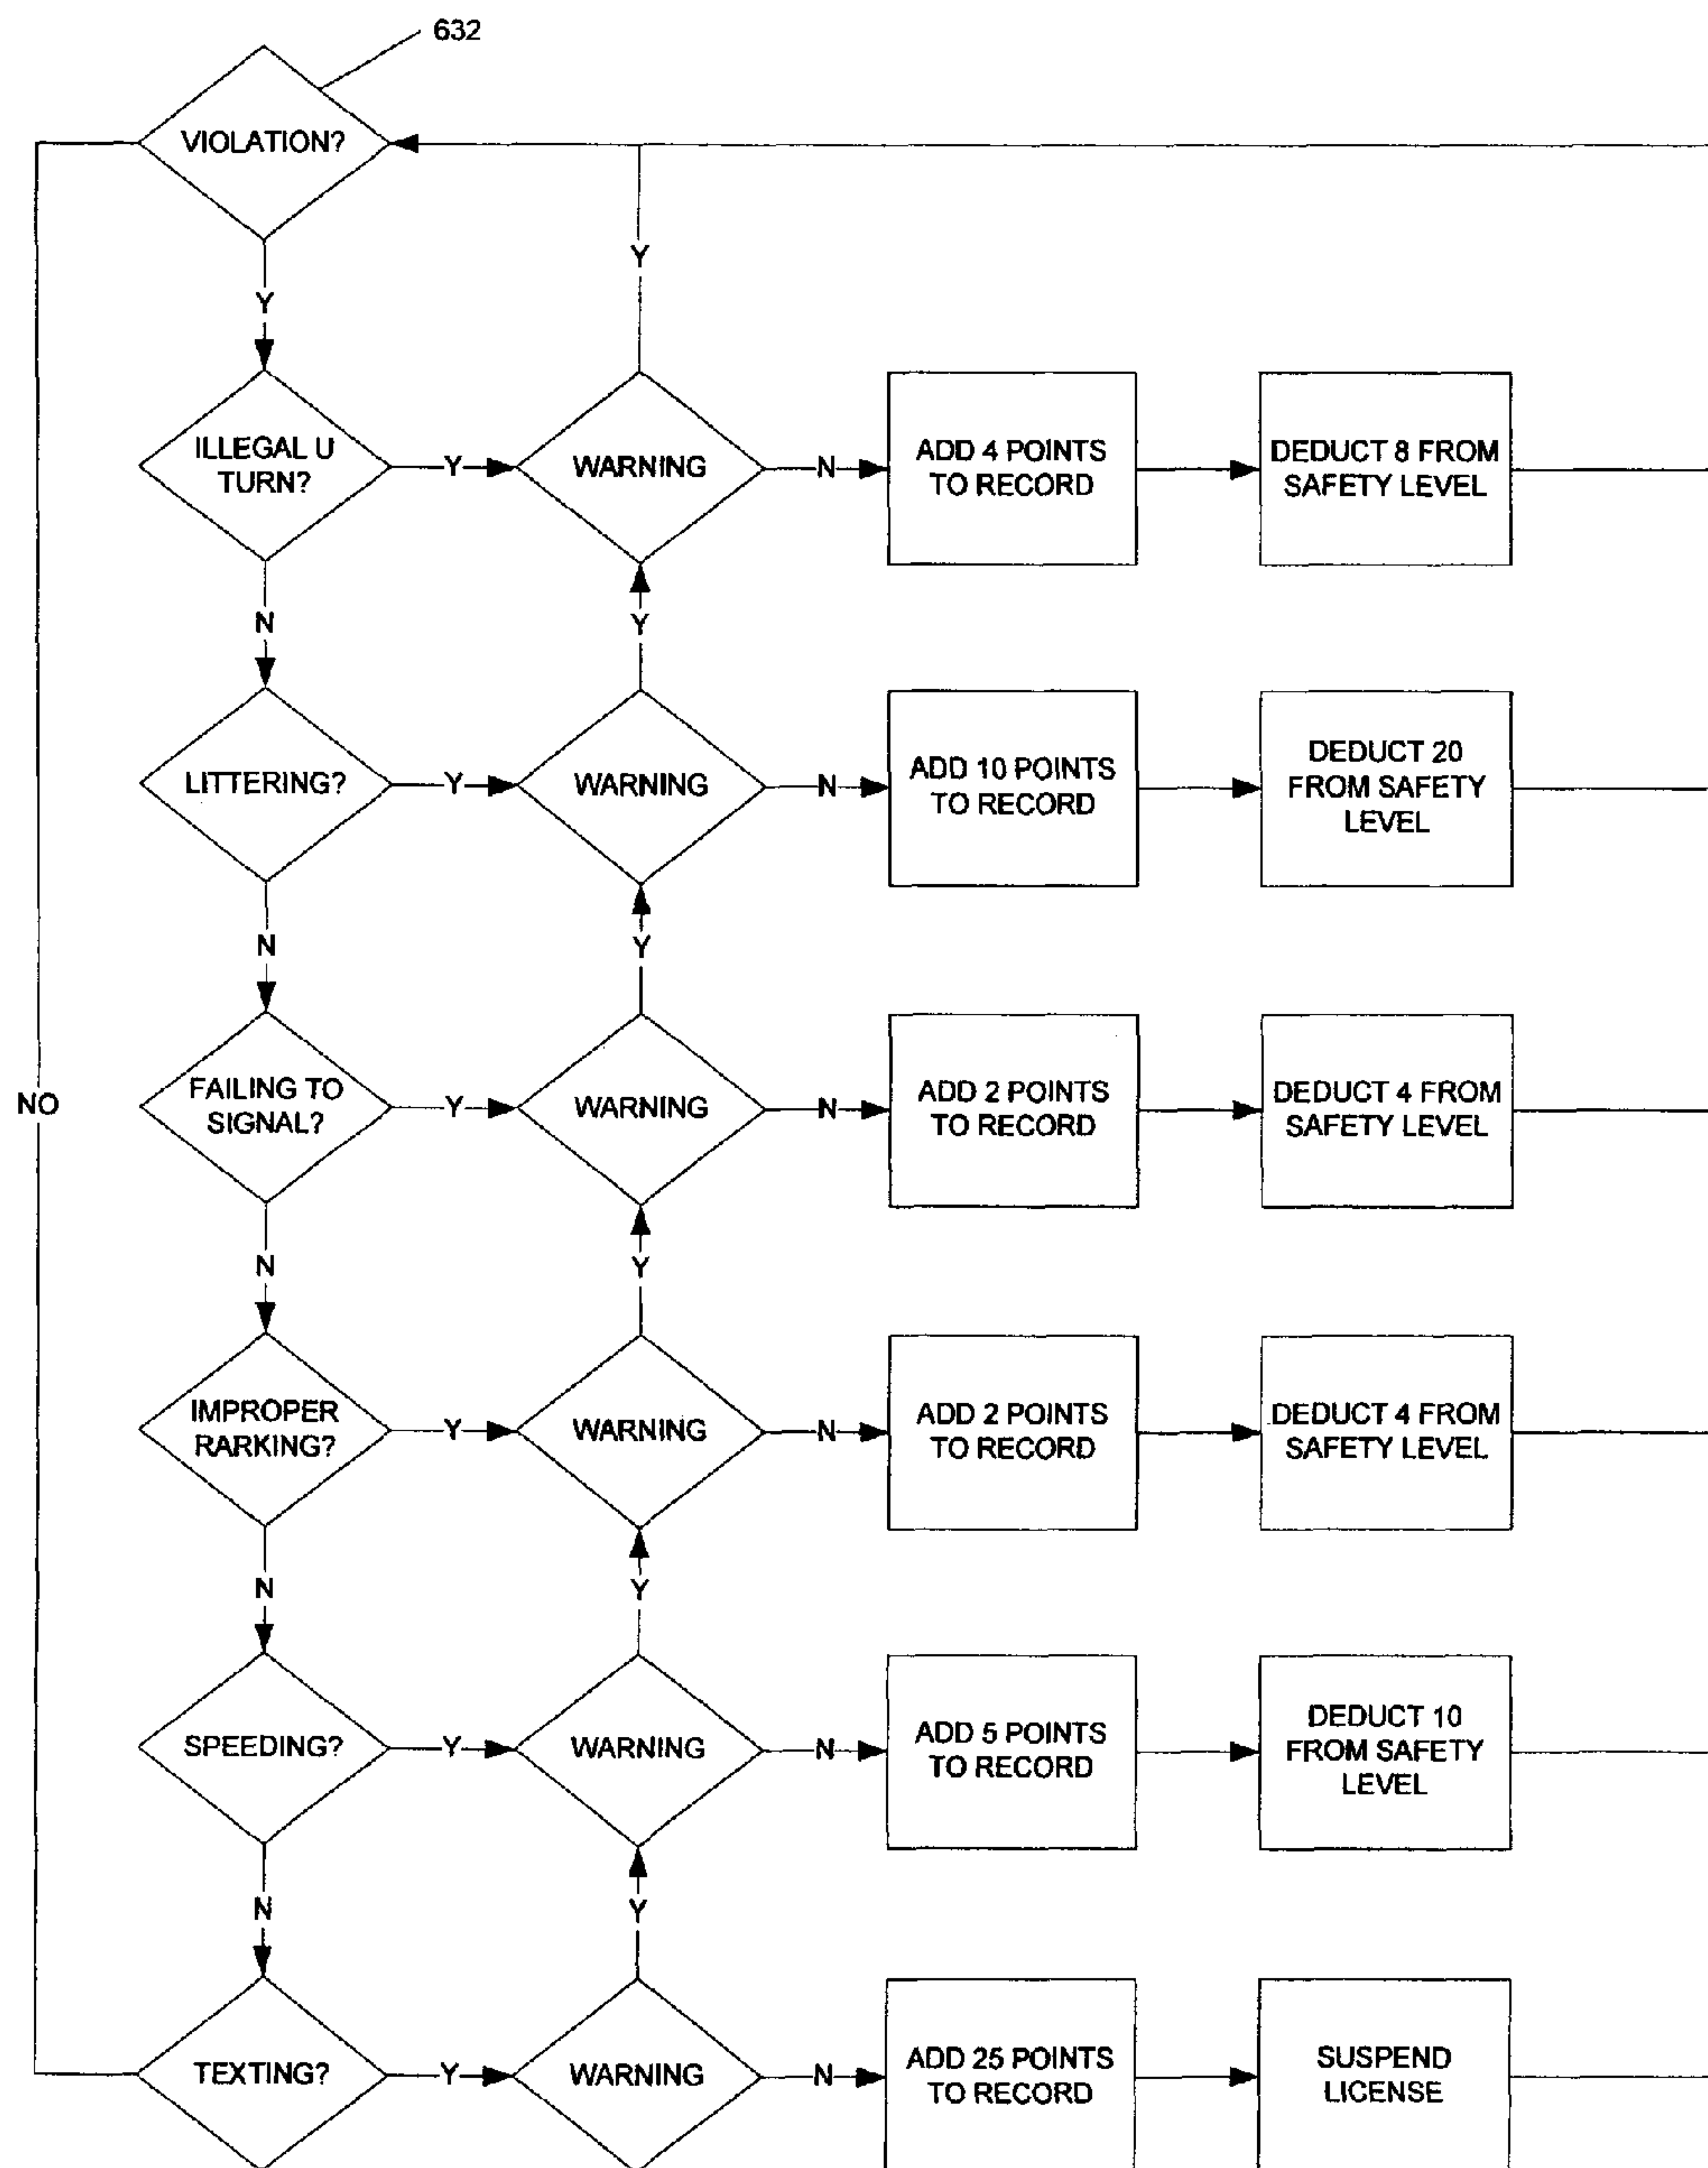 632
VIOLATION?
Y
Y
ILLEGAL U
TURN?
Y
WARNING
N
ADD 4 POINTS
TO RECORD
DEDUCT 8 FROM
SAFETY LEVEL
N
Y
LITTERING?
Y
WARNING
N
ADD 10 POINTS
TO RECORD
DEDUCT 20
FROM SAFETY
LEVEL
N
Y
NO
FAILING TO
SIGNAL?
Y
WARNING
N
ADD 2 POINTS
TO RECORD
DEDUCT 4 FROM
SAFETY LEVEL
N
Y
IMPROPER
RARKING?
Y
WARNING
N
ADD 2 POINTS
TO RECORD
DEDUCT 4 FROM
SAFETY LEVEL
N
Y
SPEEDING?
Y
WARNING
N
ADD 5 POINTS
TO RECORD
DEDUCT 10
FROM SAFETY
LEVEL
N
Y
TEXTING?
Y
WARNING
N
ADD 25 POINTS
TO RECORD
SUSPEND
LICENSE